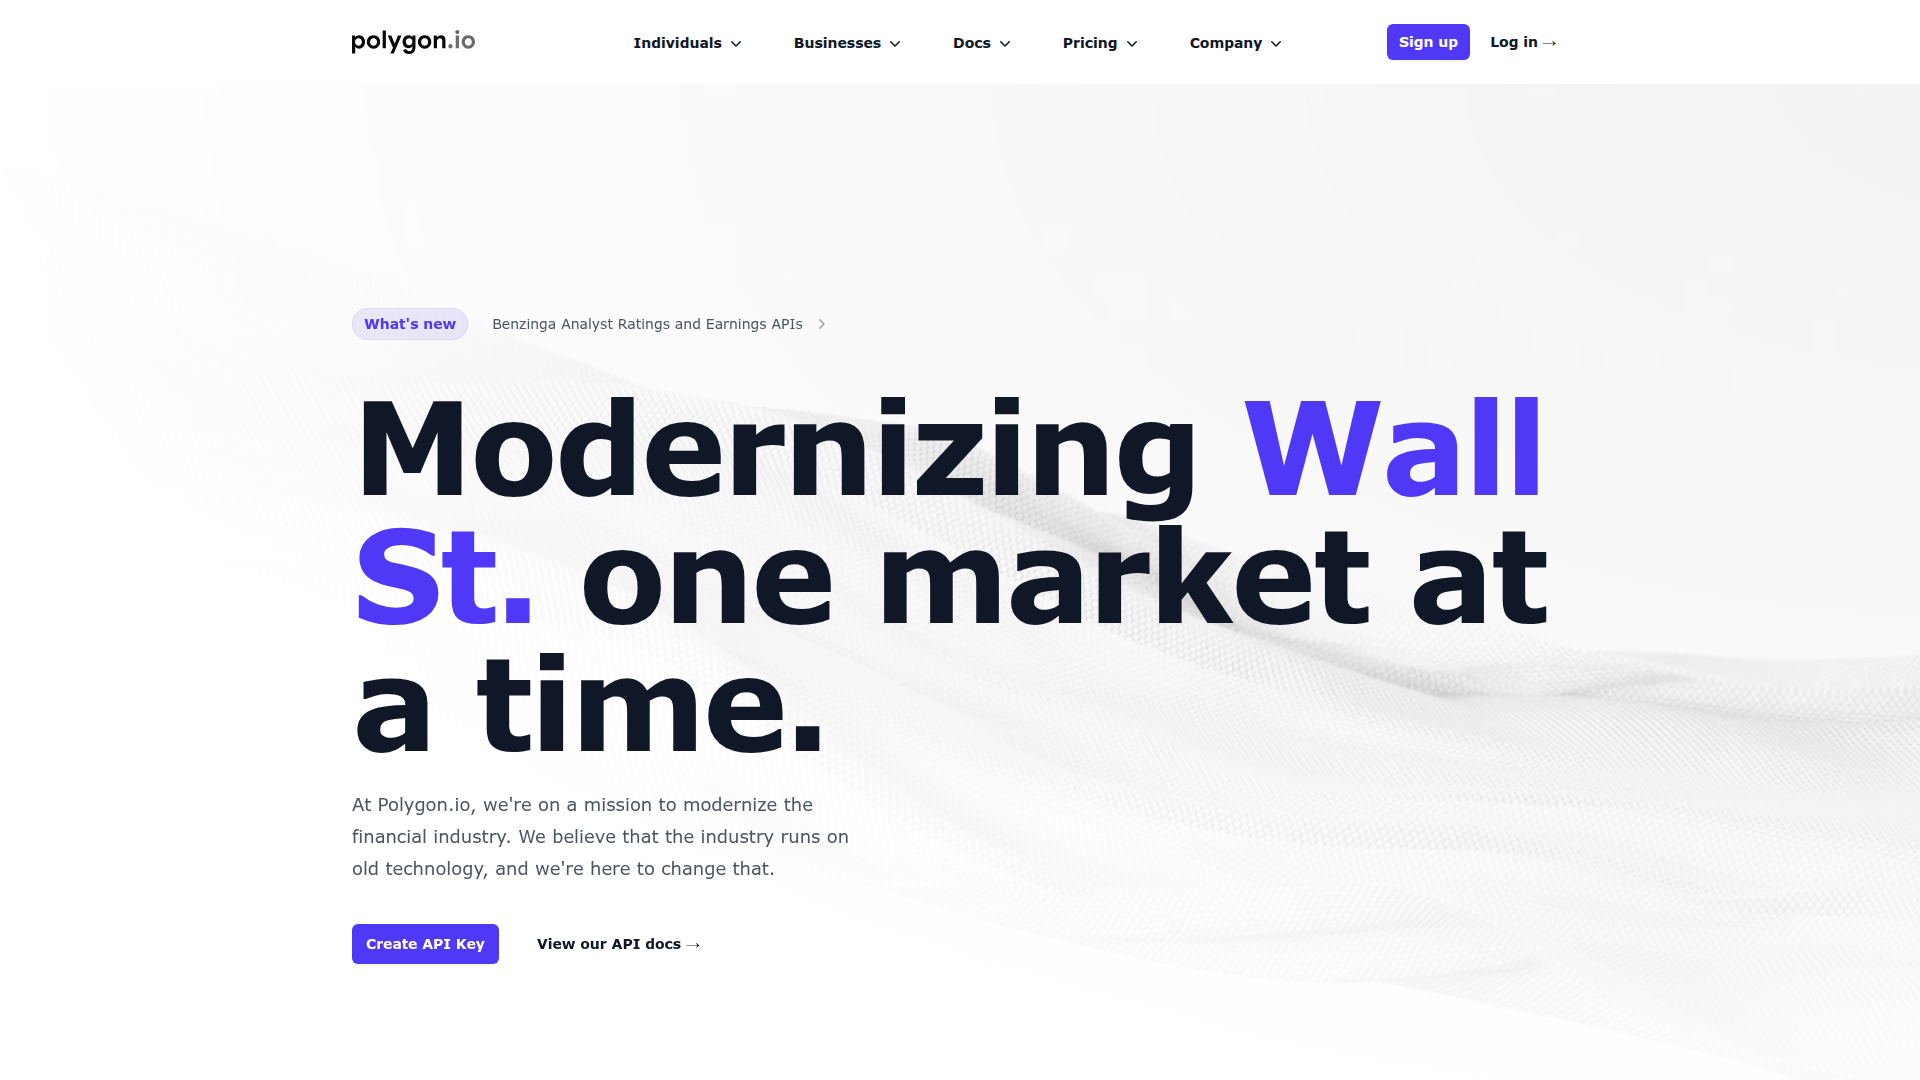 polygon.io
Individuals
Businesses
Docs
Pricing
Company
Sign up
Log in →
What's new
Benzinga Analyst Ratings and Earnings APIs
Modernizing Wall
St. one market at
a time.
At Polygon.io, we're on a mission to modernize the
financial industry. We believe that the industry runs on
old technology, and we're here to change that.
Create API Key
View our API docs →